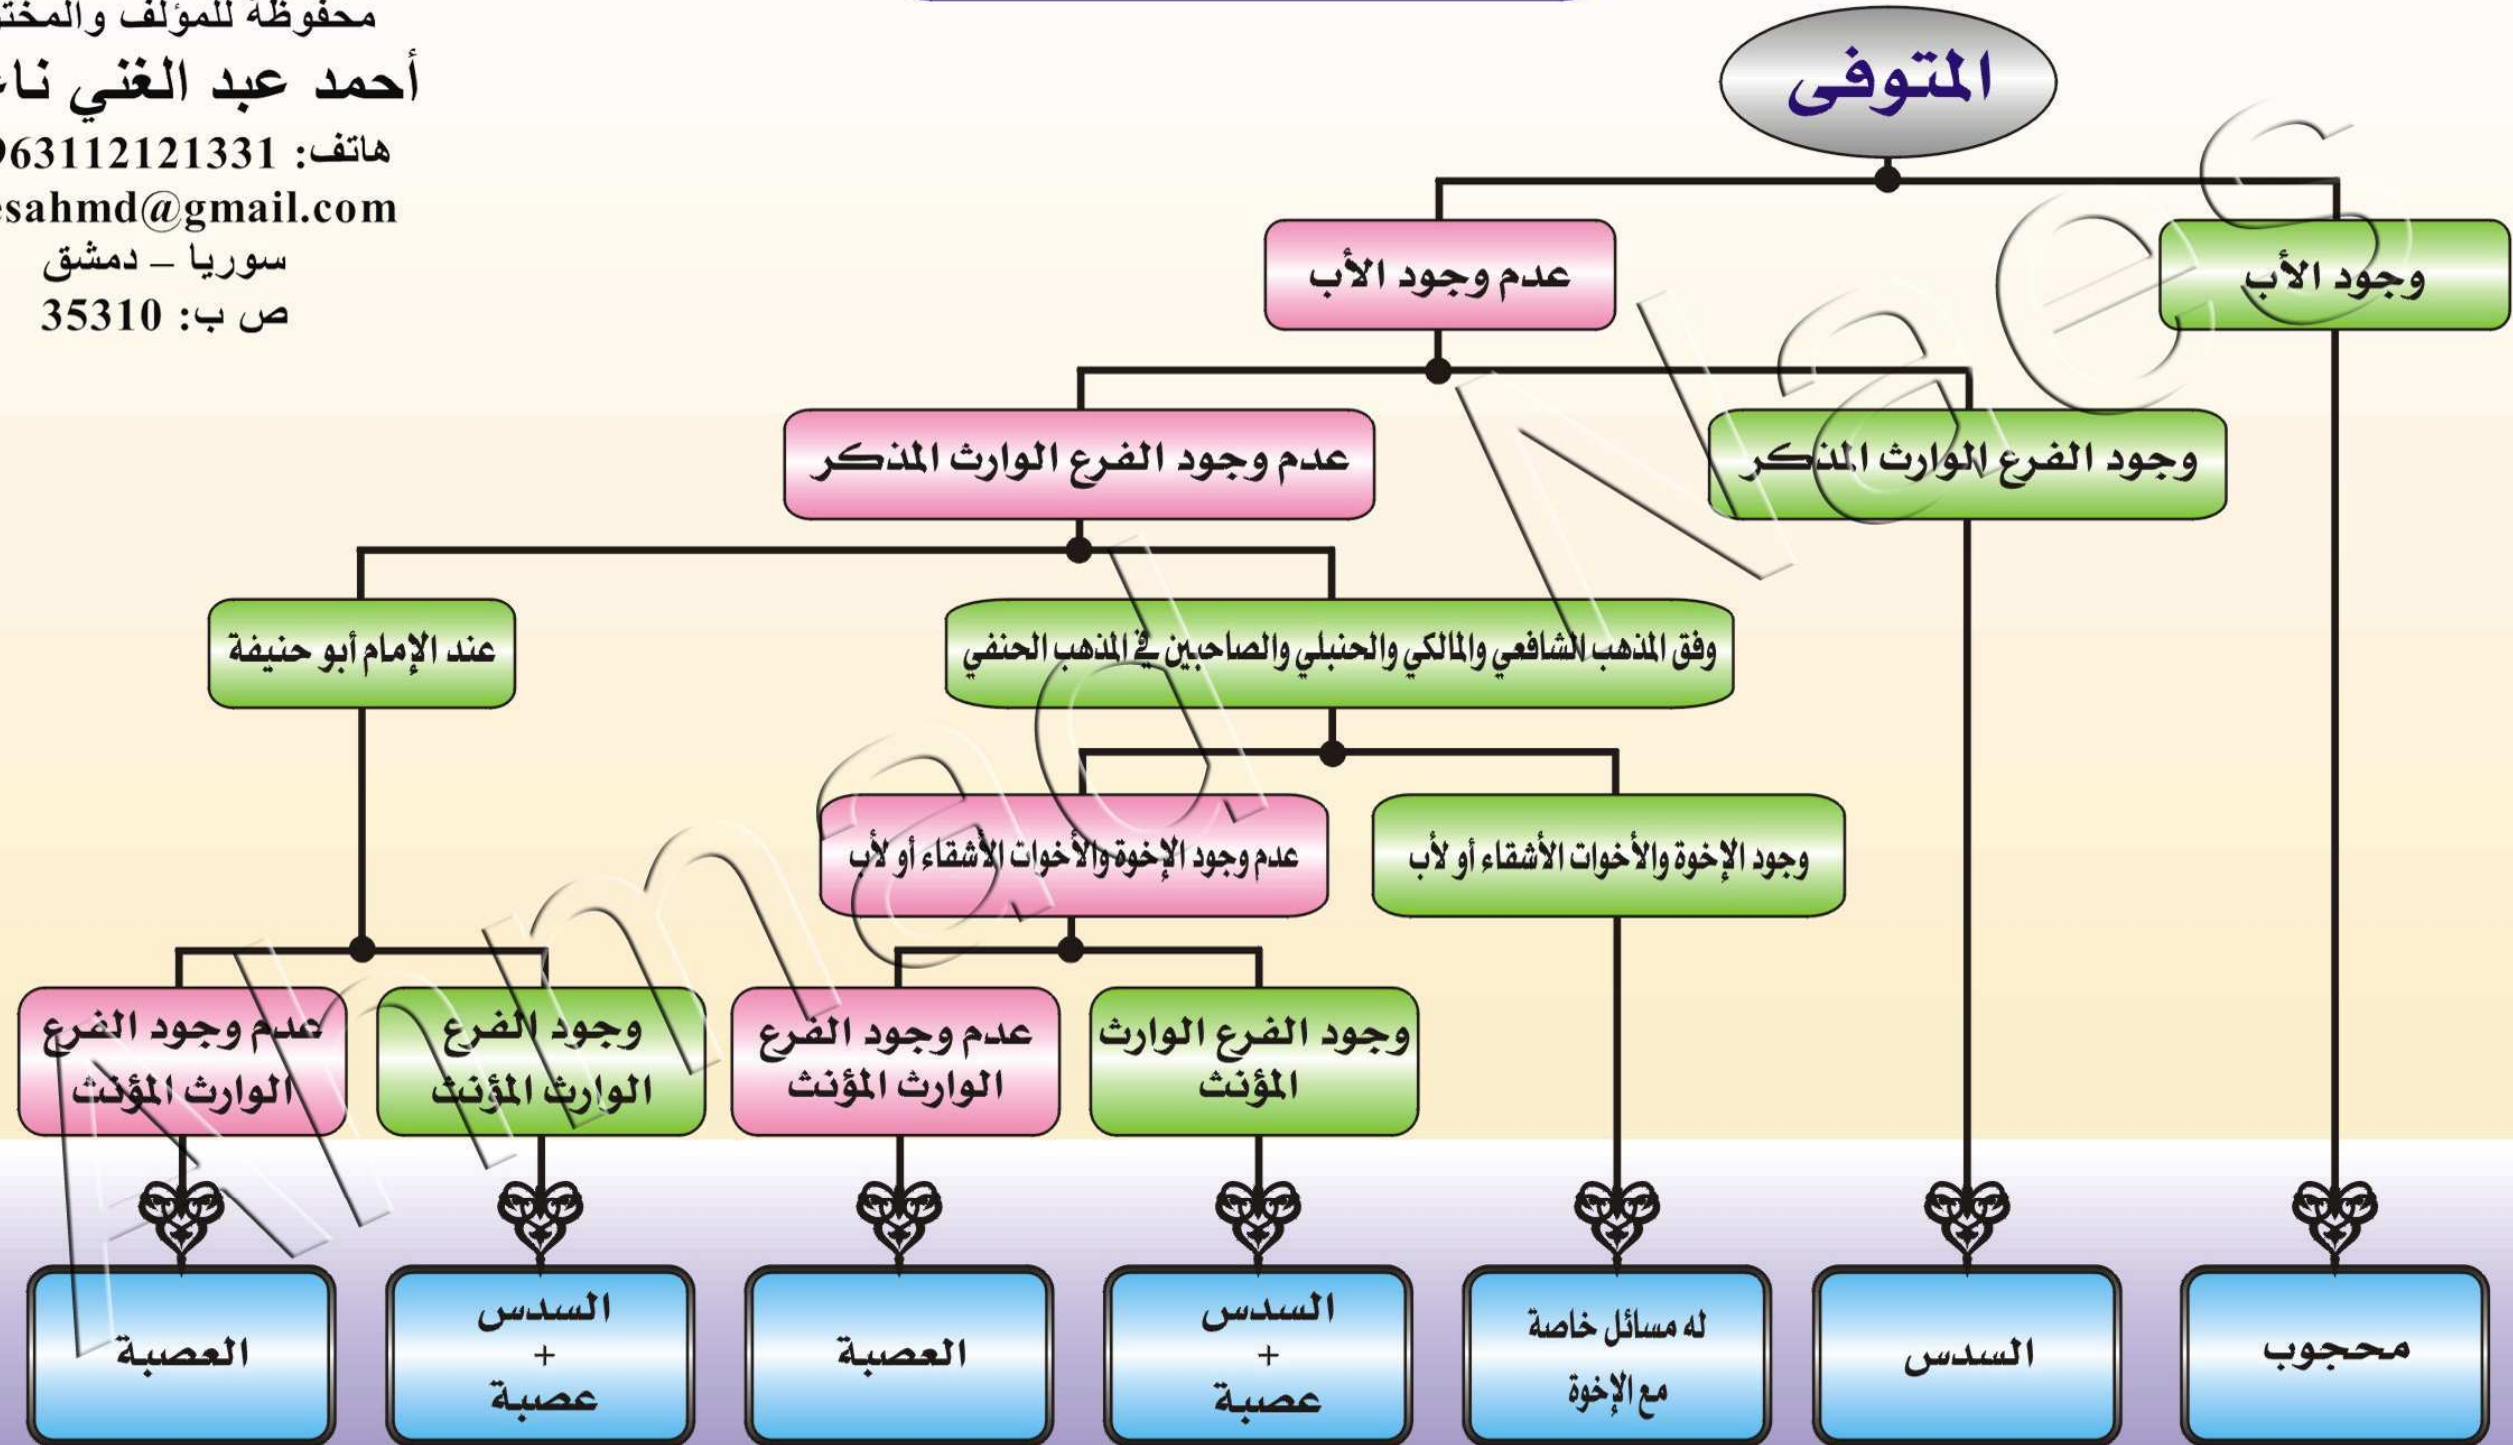 محفوظة للمؤلف
أحمد عبد الغني
هاتف: 63112121331
esahmd@gmail.com
سوريا – دمشق
ص ب: 35310
المتوفى
وجود الأب
عدم وجود الأب
وجود الفرع الوارث المذكر
عدم وجود الفرع الوارث المذكر
وفق المذهب الشافعي والمالكي والحنبلي والصاحبين في المذهب الحنفي
عند الإمام أبو حنيفة
وجود الإخوة والأخوات الأشقاء أو لأب
عدم وجود الإخوة والأخوات الأشقاء أو لأب
وجود الفرع الوارث
المؤنث
عدم وجود الفرع
الوارث المؤنث
وجود الفرع
الوارث المؤنث
عدم وجود الفرع
الوارث المؤنث
محجوب
السدس
له مسائل خاصة
مع الإخوة
السدس
+
عصبة
العصبة
السدس
+
عصبة
العصبة
Ahmad Naes